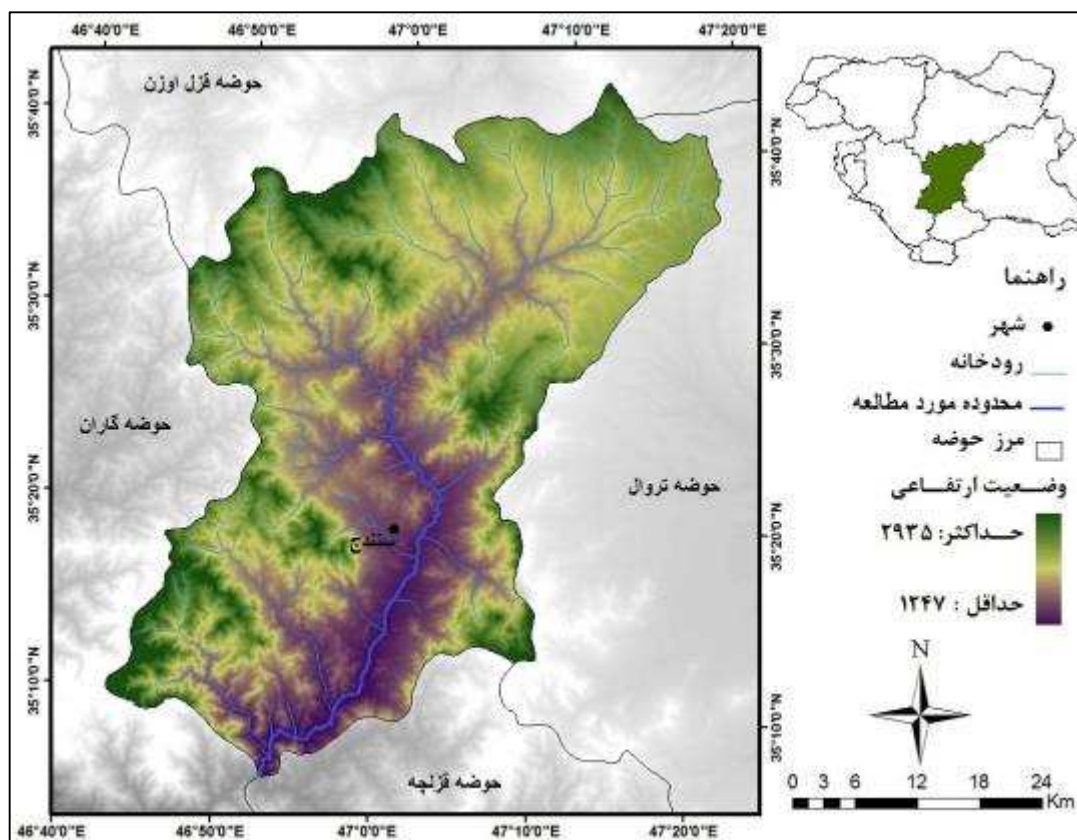 46°40'0"E 46°50'0"E 47°0'0"E 47°10'0"E 47°20'0"E
35°40'0"N
35°30'0"N
35°20'0"N
35°10'0"N
حوضه قزل اوزن
حوضه گاران
حوضه تروال
سنندج
حوضه قزلچه
35°40'0"N
35°30'0"N
35°20'0"N
35°10'0"N
46°40'0"E 46°50'0"E 47°0'0"E 47°10'0"E 47°20'0"E
راهنما
شهر
رودخانه
محدوده مورد مطالعه
مرز حوضه
وضعیت ارتفاعی
حداکثر: ۲۹۳۵
حداقل : ۱۲۴۷
N
0 3 6 12 18 24
Km